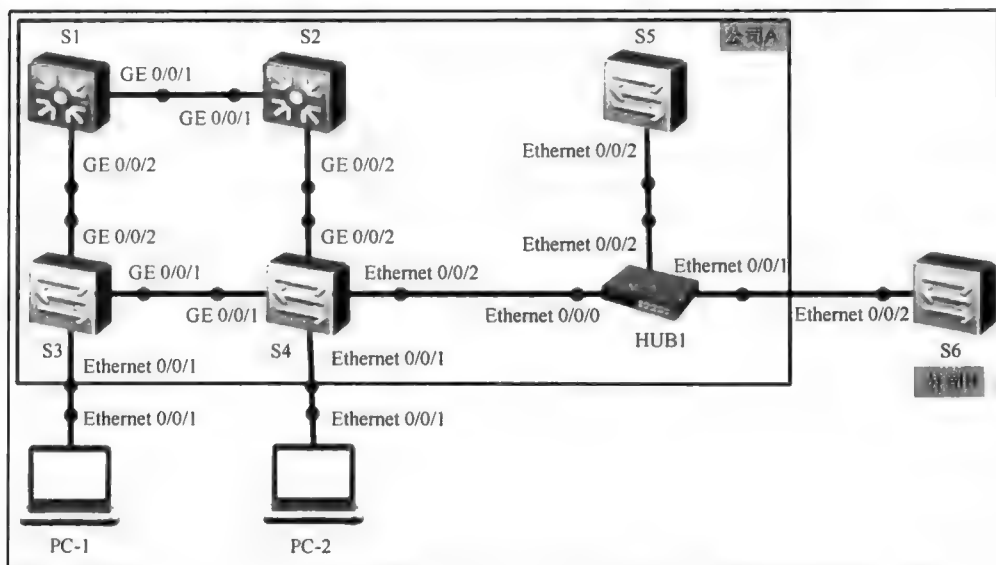 S1
S2
S5
公司A
GE 0/0/1
GE 0/0/1
GE 0/0/2
GE 0/0/2
Ethernet 0/0/2
GE 0/0/2
GE 0/0/2
Ethernet 0/0/2
GE 0/0/1
GE 0/0/1
Ethernet 0/0/2
Ethernet 0/0/0
Ethernet 0/0/1
Ethernet 0/0/2
S3
S4
HUB1
S6
Ethernet 0/0/1
Ethernet 0/0/1
Ethernet 0/0/1
Ethernet 0/0/1
PC-1
PC-2